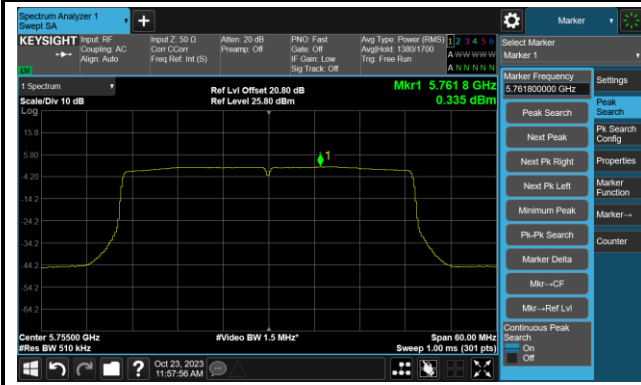 Spectrum Analyzer 1
Swept SA
+
Marker
KEYSIGHT
Input: RF
Coupling: AC
Align: Auto
Input Z: 50 Ω
Corr CCorr
Freq Ref: Int (S)
Atten: 20 dB
Preamp: Off
PNO: Fast
Gate: Off
IF Gain: Low
Sig Track: Off
Avg Type: Power (RMS)
Avg|Hold: 1380/1700
Trig: Free Run
1 2 3 4 5 6
A W W W W W
A N N N N N
LW
Select Marker
Marker 1
1 Spectrum
Scale/Div 10 dB
Log
Ref Lvl Offset 20.80 dB
Ref Level 25.80 dBm
Mkr1 5.761 8 GHz
0.335 dBm
15.8
5.80
-4.20
-14.2
-24.2
-34.2
-44.2
-54.2
-64.2
1
Center 5.75500 GHz
#Res BW 510 kHz
#Video BW 1.5 MHz*
Span 60.00 MHz
Sweep 1.00 ms (301 pts)
Marker Frequency
5.761800000 GHz
Peak Search
Next Peak
Next Pk Right
Next Pk Left
Minimum Peak
Pk-Pk Search
Marker Delta
Mkr→CF
Mkr→Ref Lvl
Continuous Peak
Search
On
Off
Settings
Peak
Search
Pk Search
Config
Properties
Marker
Function
Marker→
Counter
?
Oct 23, 2023
11:57:56 AM